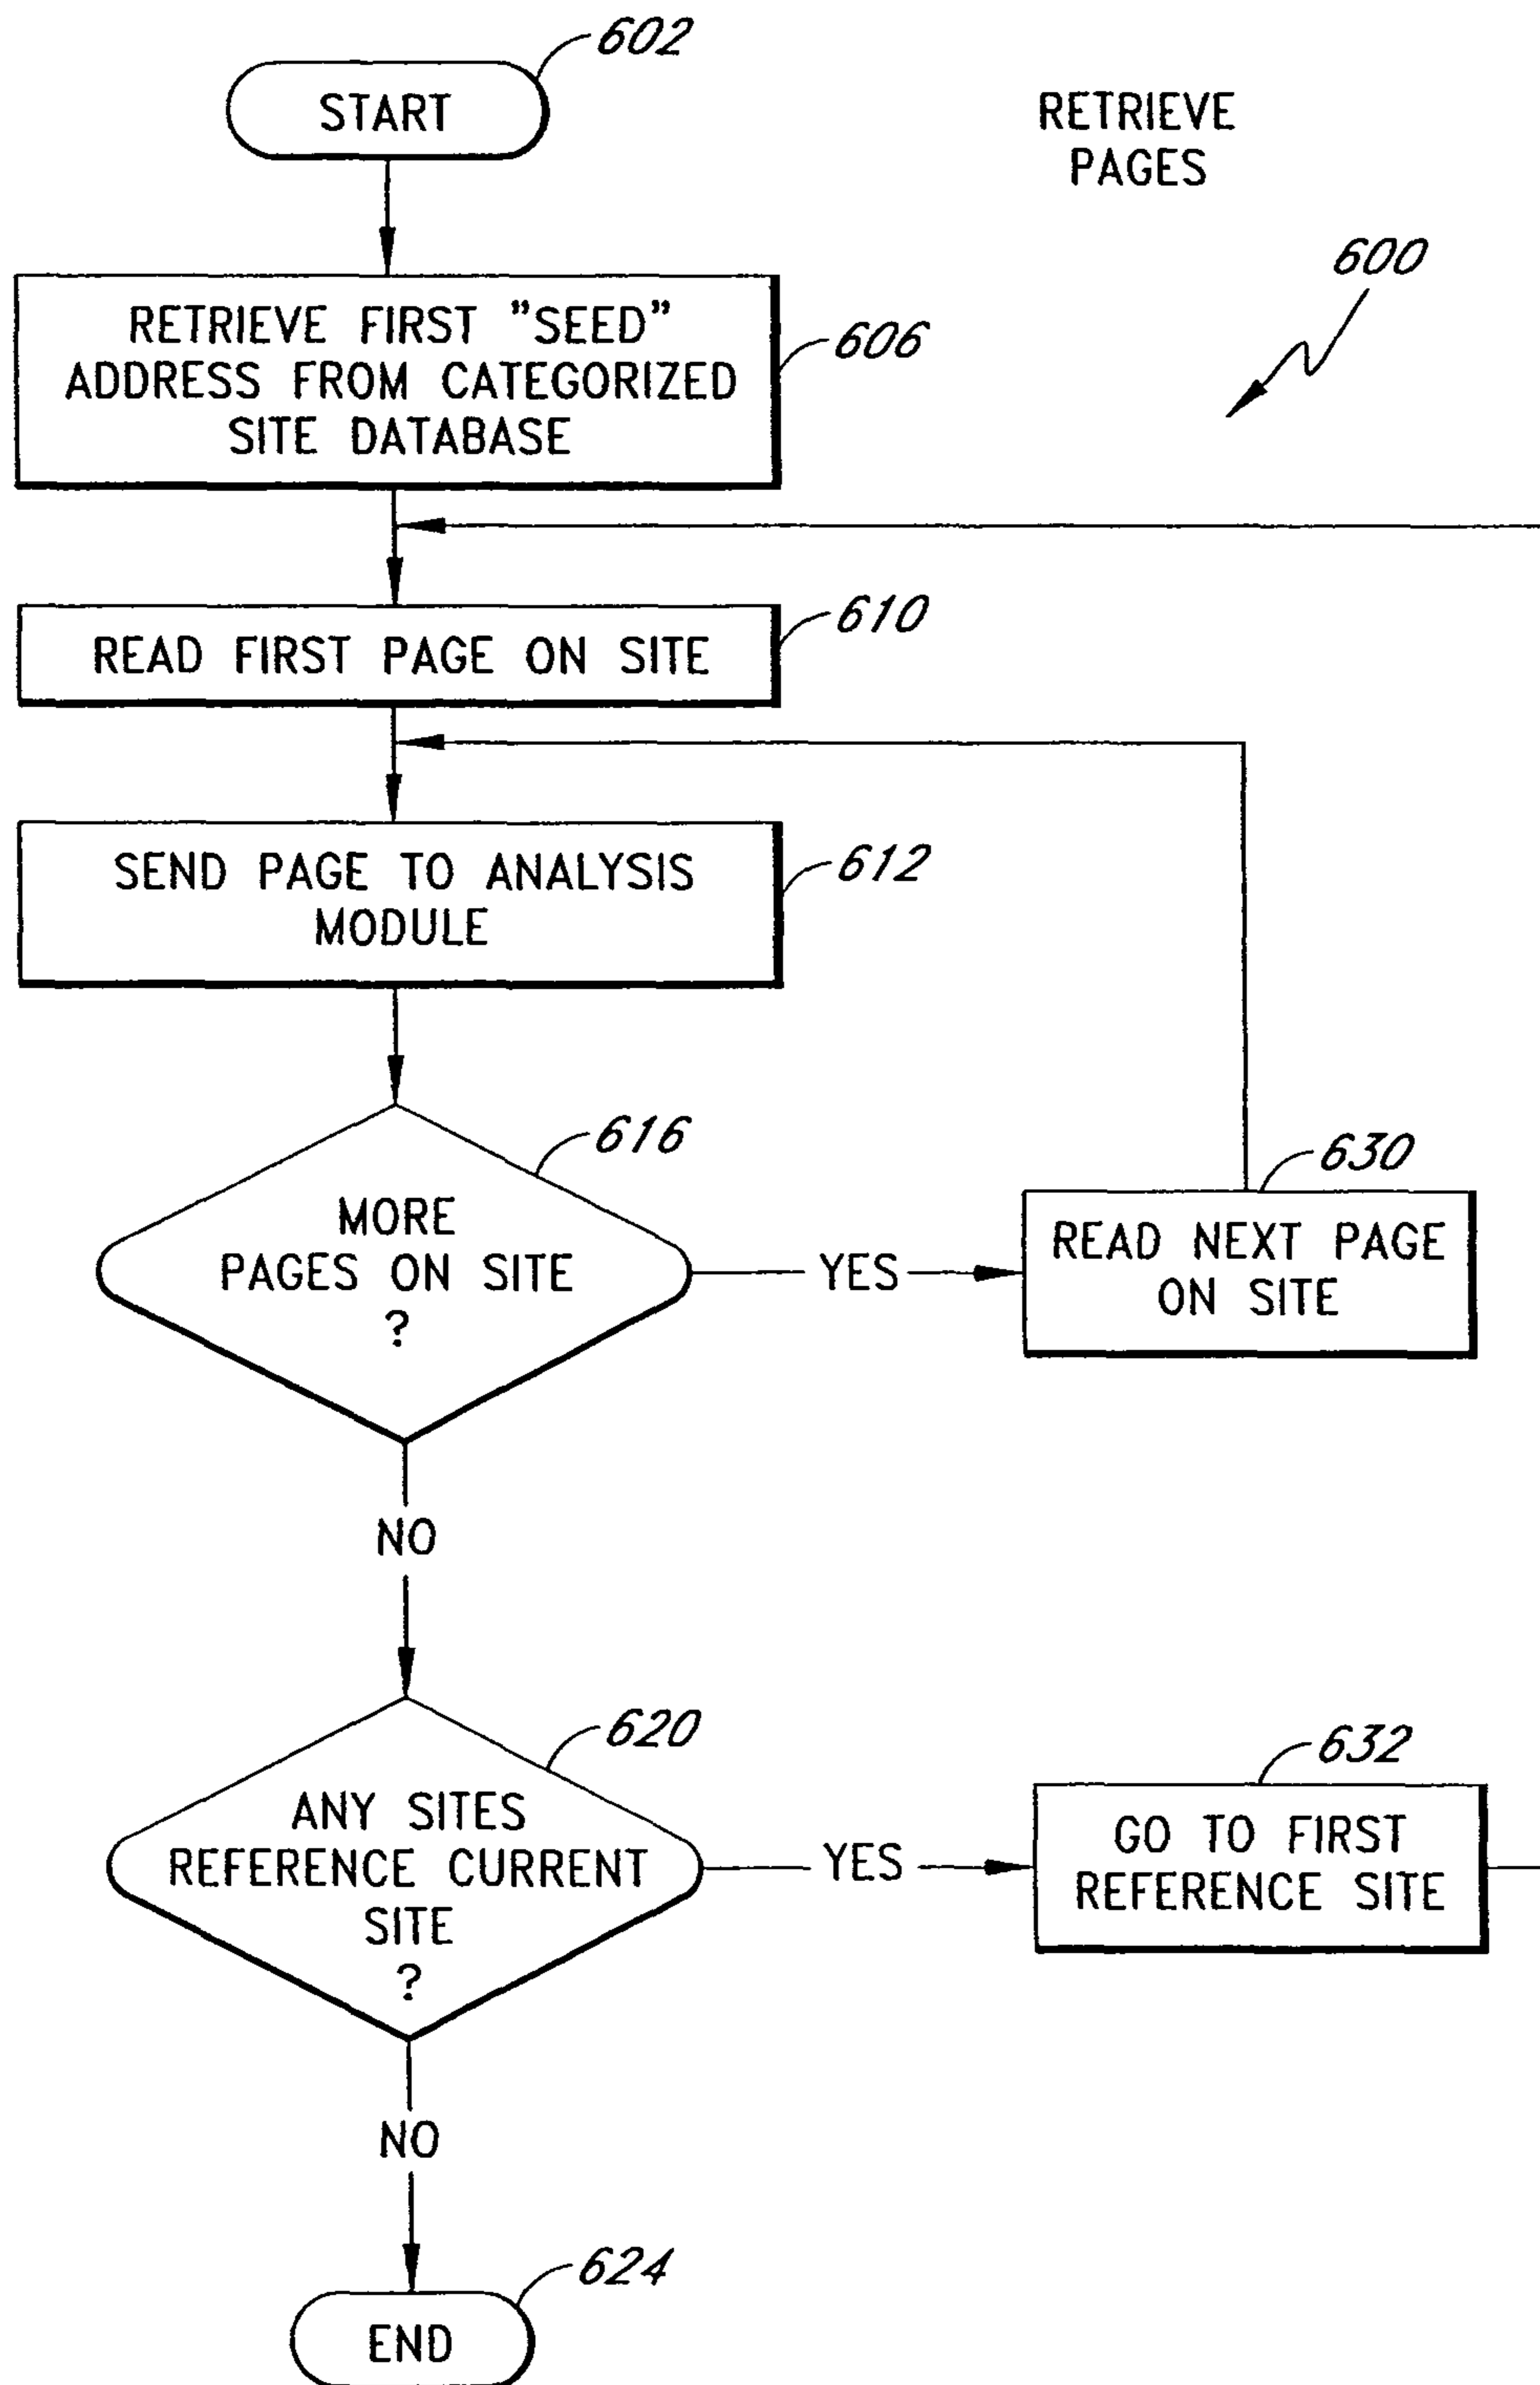 602
START
RETRIEVE
PAGES
600
RETRIEVE FIRST ”SEED”
ADDRESS FROM CATEGORIZED
SITE DATABASE
606
READ FIRST PAGE ON SITE
610
SEND PAGE TO ANALYSIS
MODULE
612
616
MORE
PAGES ON SITE
?
YES
630
READ NEXT PAGE
ON SITE
NO
620
ANY SITES
REFERENCE CURRENT
SITE
?
YES
632
GO TO FIRST
REFERENCE SITE
NO
624
END